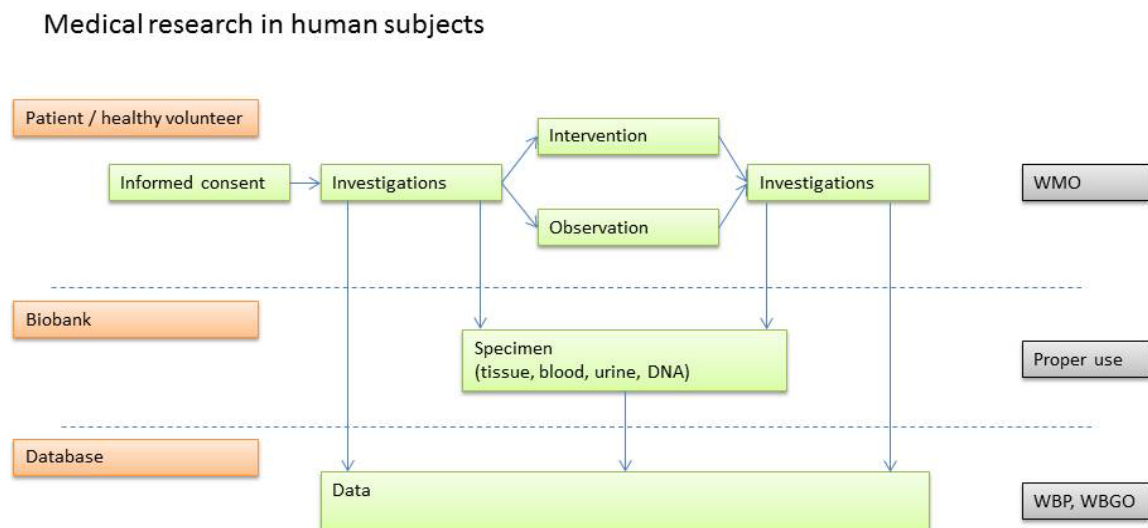 Medical research in human subjects
Patient / healthy volunteer
Intervention
Informed consent
Investigations
Investigations
WMO
Observation
Biobank
Specimen
(tissue, blood, urine, DNA)
Proper use
Database
Data
WBP, WBGO